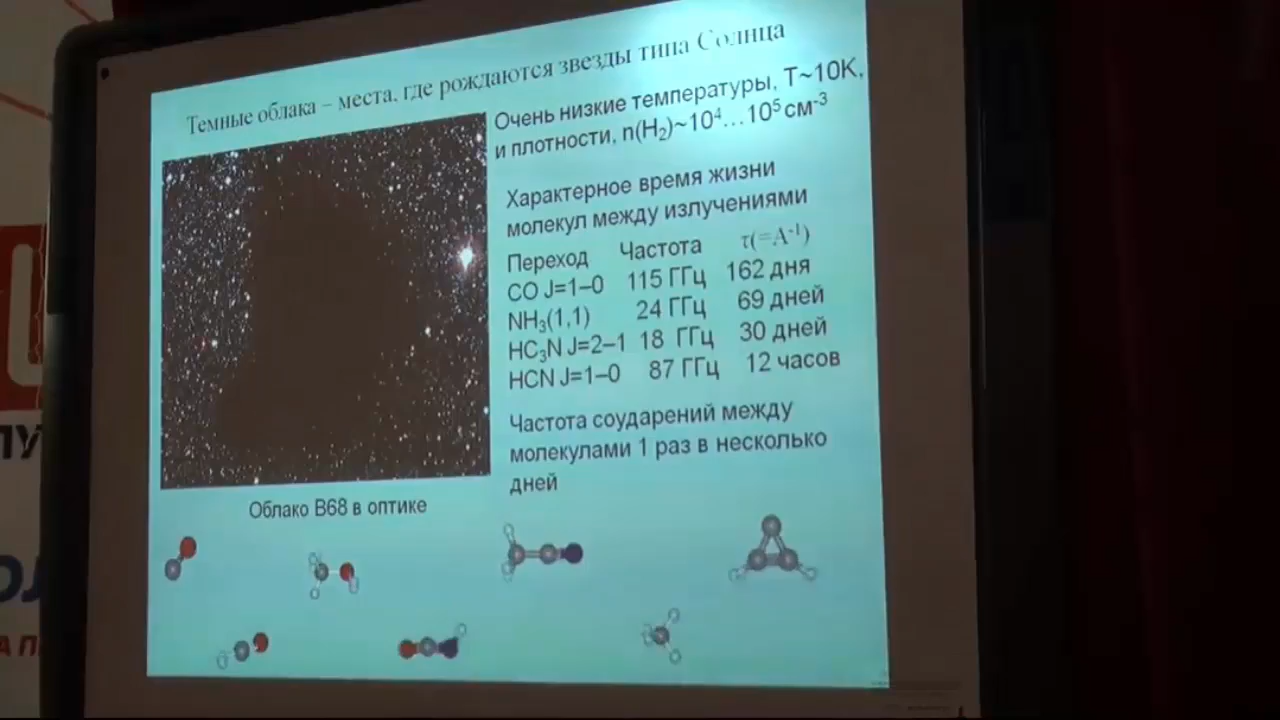 Темные облака – места, где рождаются звезды типа Солнца
Очень низкие температуры, T~10K,
и плотности, n(H₂)~10⁴…10⁵ см⁻³
Характерное время жизни
молекул между излучениями
Переход Частота τ(=A⁻¹)
CO J=1–0 115 ГГц 162 дня
NH₃(1,1) 24 ГГц 69 дней
HC₃N J=2–1 18 ГГц 30 дней
HCN J=1–0 87 ГГц 12 часов
Частота соударений между
молекулами 1 раз в несколько
дней
Облако B68 в оптике